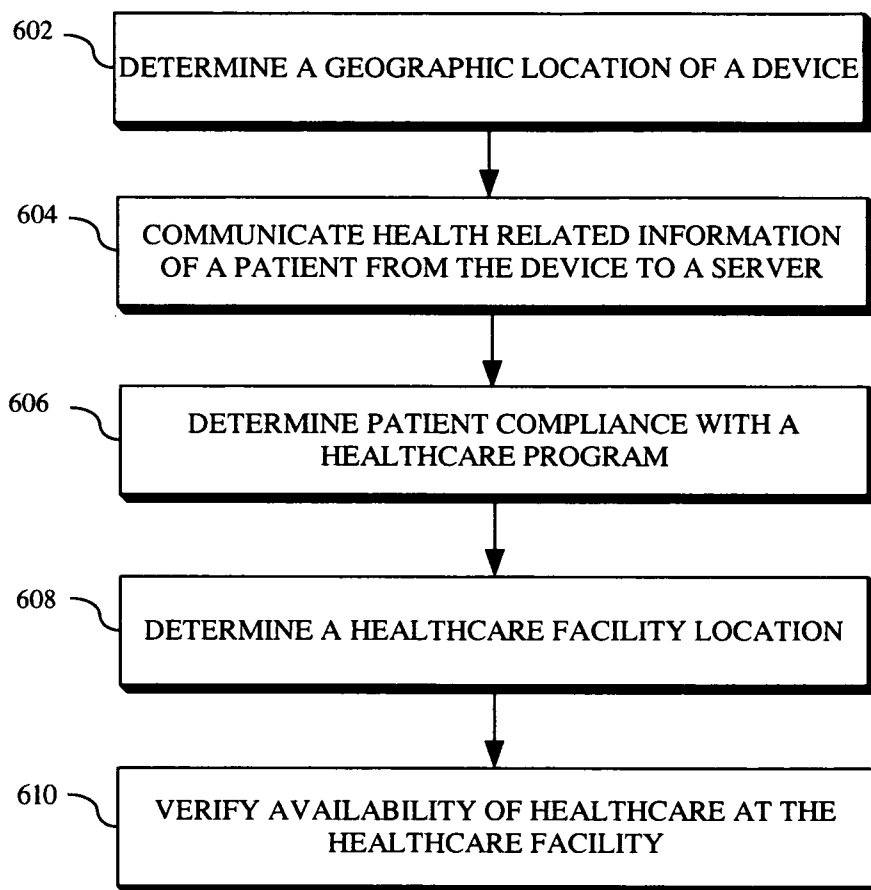 602
DETERMINE A GEOGRAPHIC LOCATION OF A DEVICE
604
COMMUNICATE HEALTH RELATED INFORMATION
OF A PATIENT FROM THE DEVICE TO A SERVER
606
DETERMINE PATIENT COMPLIANCE WITH A
HEALTHCARE PROGRAM
608
DETERMINE A HEALTHCARE FACILITY LOCATION
610
VERIFY AVAILABILITY OF HEALTHCARE AT THE
HEALTHCARE FACILITY